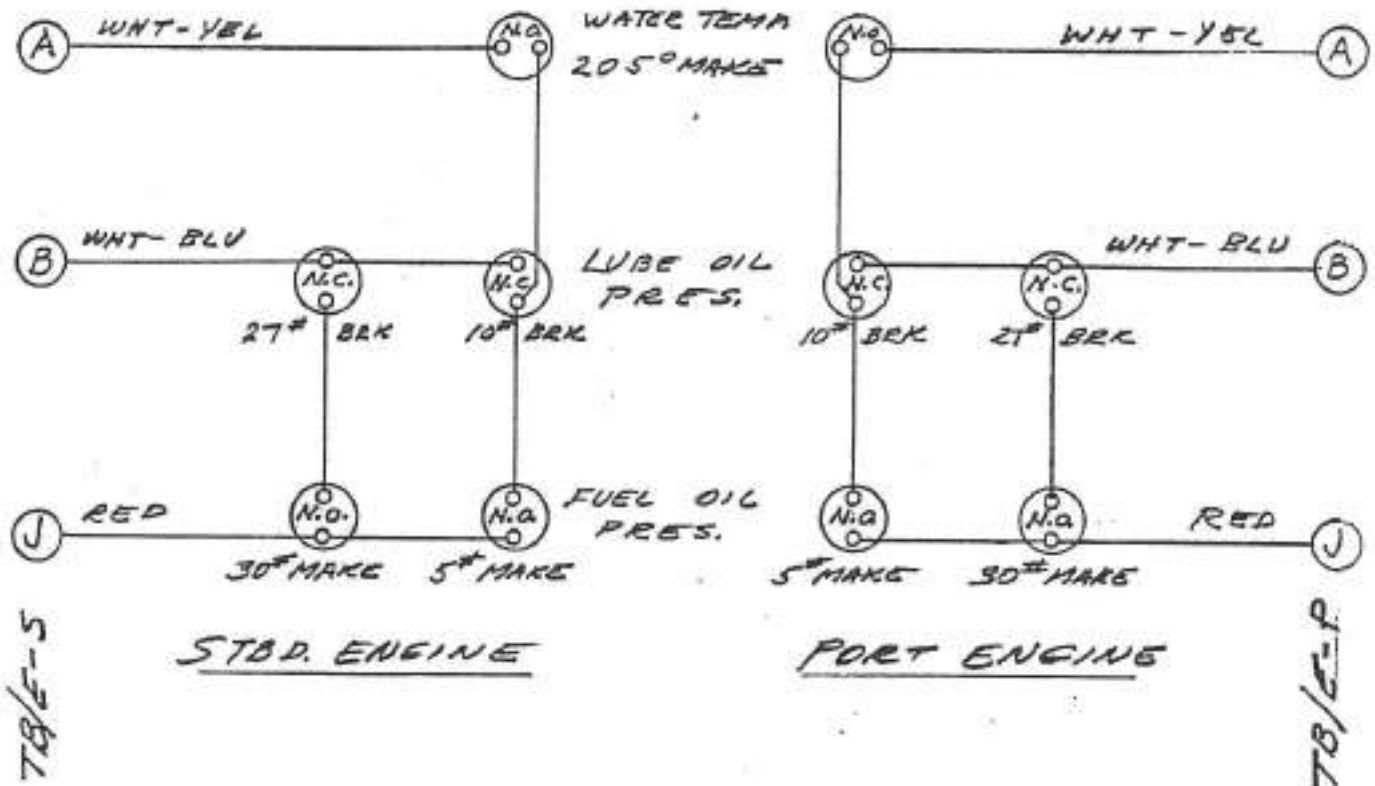 A WHT-YEL N.O. WATER TEMP N.O. WHT-YEL A
205° MAKE
B WHT-BLU N.C. N.C. LUBE OIL N.C. N.C. WHT-BLU B
PRES.
27# BRK 10# BRK 10# BRK 27# BRK
J RED N.O. N.O. FUEL OIL N.O. N.O. RED J
PRES.
30# MAKE 5# MAKE 5# MAKE 30# MAKE
STBD. ENGINE PORT ENGINE
TB/E-S TB/E-P